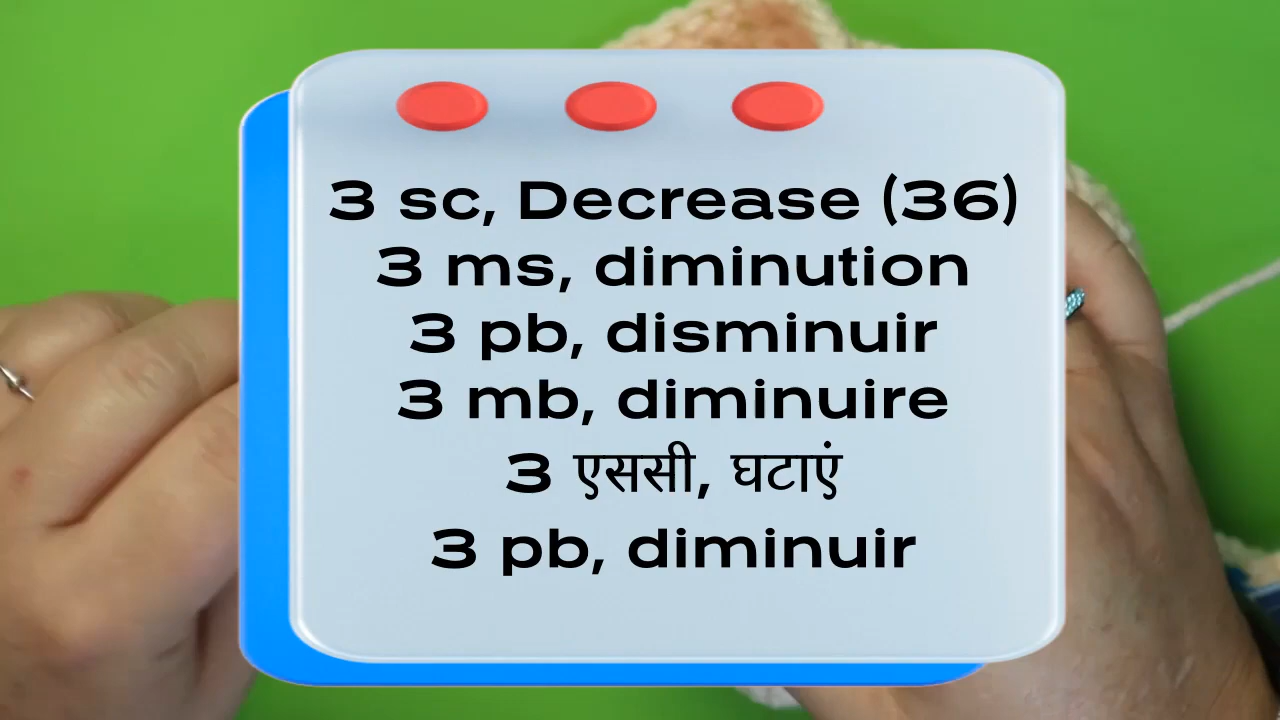 3 sc, Decrease (36)
3 ms, diminution
3 pb, disminuir
3 mb, diminuire
3 एससी, घटाएं
3 pb, diminuir